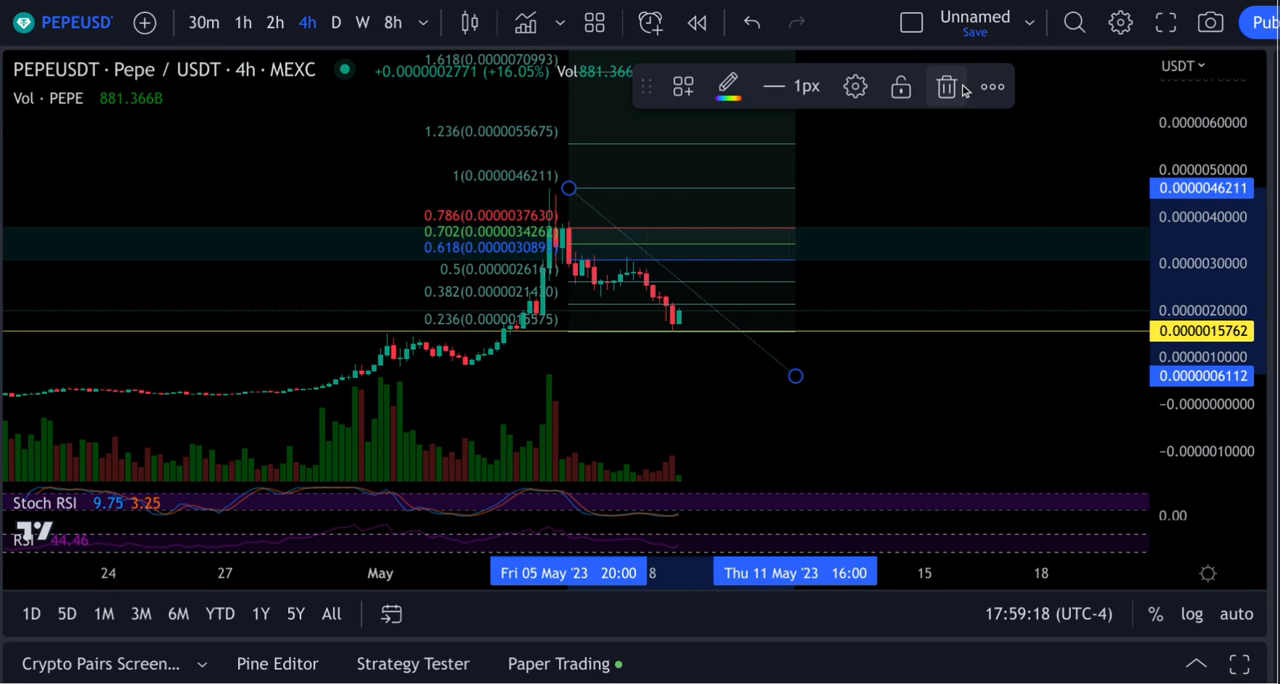 PEPEUSDT 30m 1h 2h 4h D W 8h Unnamed Save Pub
PEPEUSDT · Pepe / USDT · 4h · MEXC +0.0000002771 (+16.05%) Vol881.366
Vol · PEPE 881.366B
1px
USDT
1.618(0.0000070993)
1.236(0.0000055675)
1(0.0000046211)
0.786(0.0000037630)
0.702(0.0000034262
0.618(0.000003089
0.5(0.0000026161)
0.382(0.0000021430)
0.236(0.0000015575)
0.0000060000
0.0000050000
0.0000046211
0.0000040000
0.0000030000
0.0000020000
0.0000015762
0.0000010000
0.0000006112
−0.0000000000
−0.0000010000
Stoch RSI 9.75 3.25
0.00
RSI 44.46
24 27 May Fri 05 May '23 20:00 8 Thu 11 May '23 16:00 15 18
1D 5D 1M 3M 6M YTD 1Y 5Y All 17:59:18 (UTC-4) % log auto
Crypto Pairs Screen... Pine Editor Strategy Tester Paper Trading